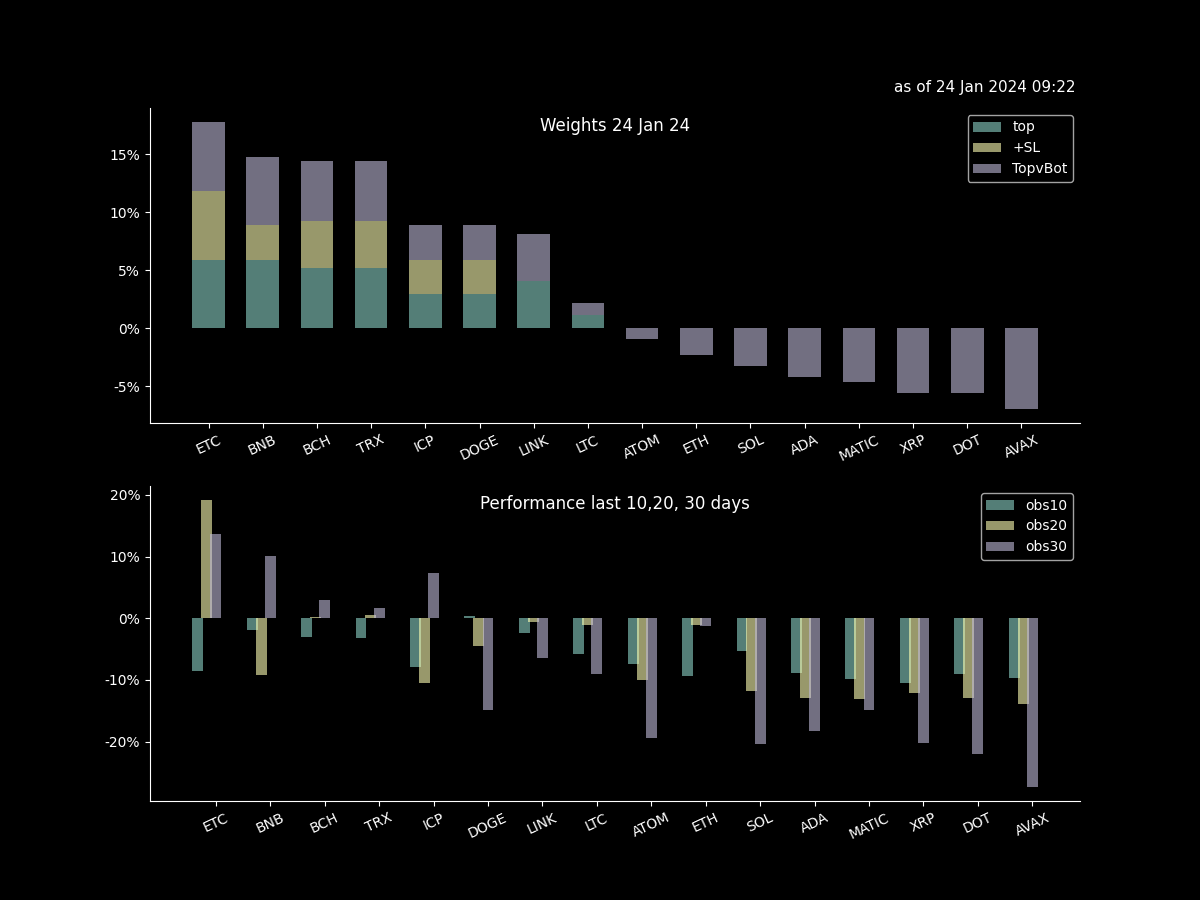 as of 24 Jan 2024 09:22
Weights 24 Jan 24
top
+SL
TopvBot
15%
10%
5%
0%
-5%
ETC BNB BCH TRX ICP DOGE LINK LTC ATOM ETH SOL ADA MATIC XRP DOT AVAX
Performance last 10,20, 30 days
obs10
obs20
obs30
20%
10%
0%
-10%
-20%
ETC BNB BCH TRX ICP DOGE LINK LTC ATOM ETH SOL ADA MATIC XRP DOT AVAX